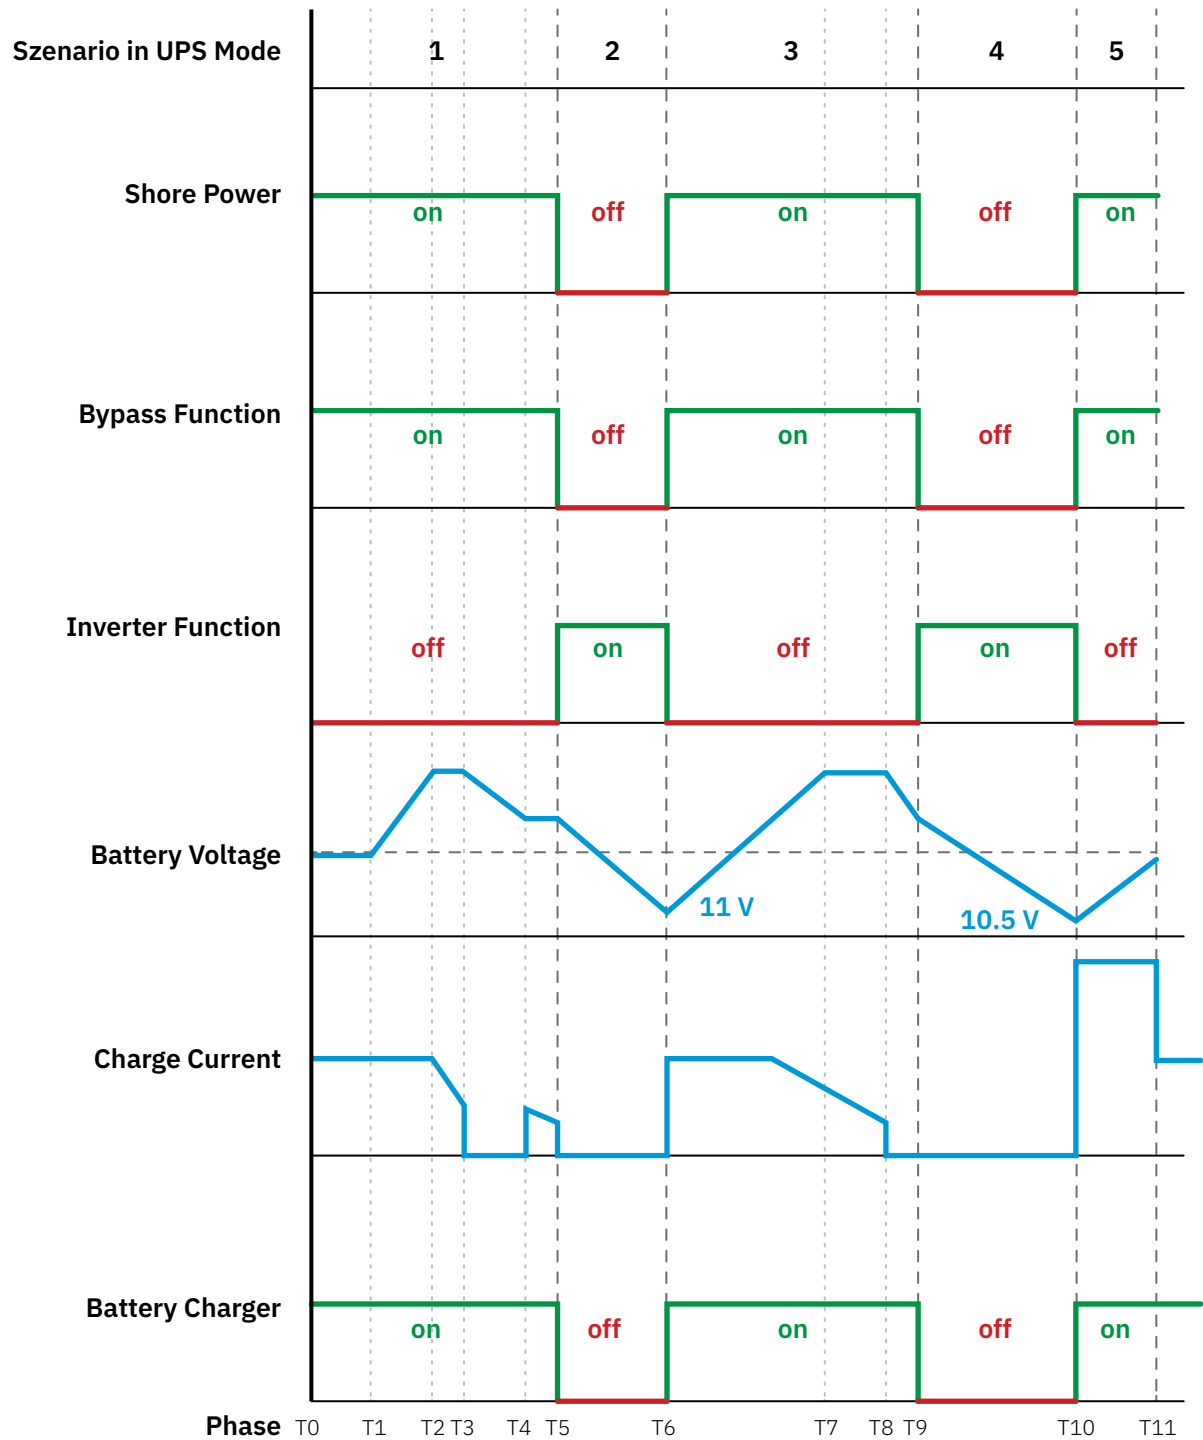 Szenario in UPS Mode 1 2 3 4 5
Shore Power
on off on off on
Bypass Function
on off on off on
Inverter Function
off on off on off
Battery Voltage
11 V
10.5 V
Charge Current
Battery Charger
on off on off on
Phase T0 T1 T2 T3 T4 T5 T6 T7 T8 T9 T10 T11